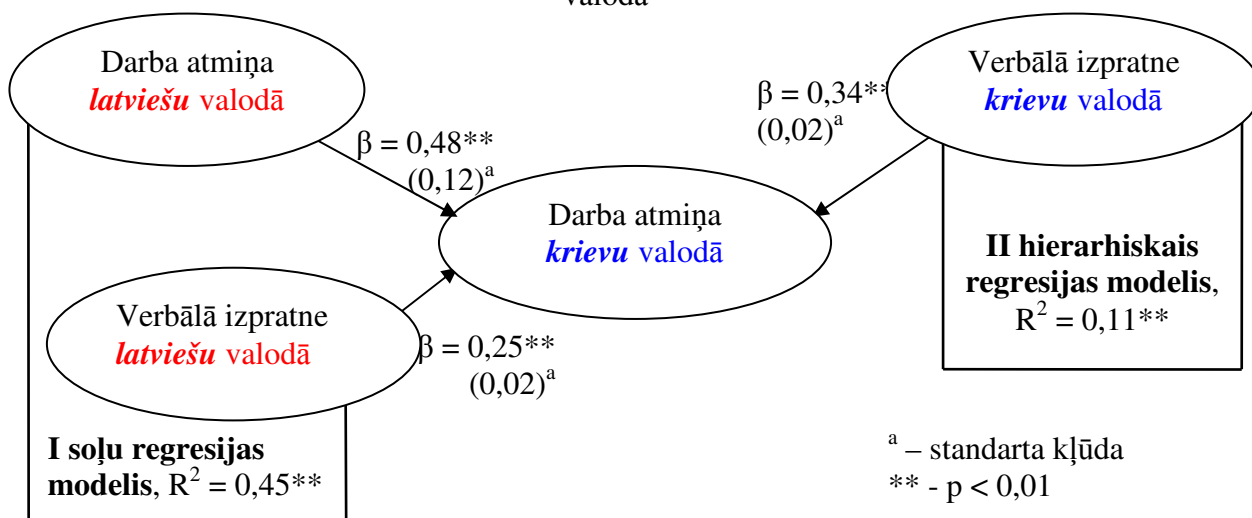 valodā
Darba atmiņa
latviešu valodā
Verbālā izpratne
krievu valodā
β = 0,34**
(0,02)ᵃ
β = 0,48**
(0,12)ᵃ
Darba atmiņa
krievu valodā
II hierarhiskais
regresijas modelis,
R² = 0,11**
Verbālā izpratne
latviešu valodā
β = 0,25**
(0,02)ᵃ
I soļu regresijas
modelis, R² = 0,45**
ᵃ – standarta kļūda
** - p < 0,01